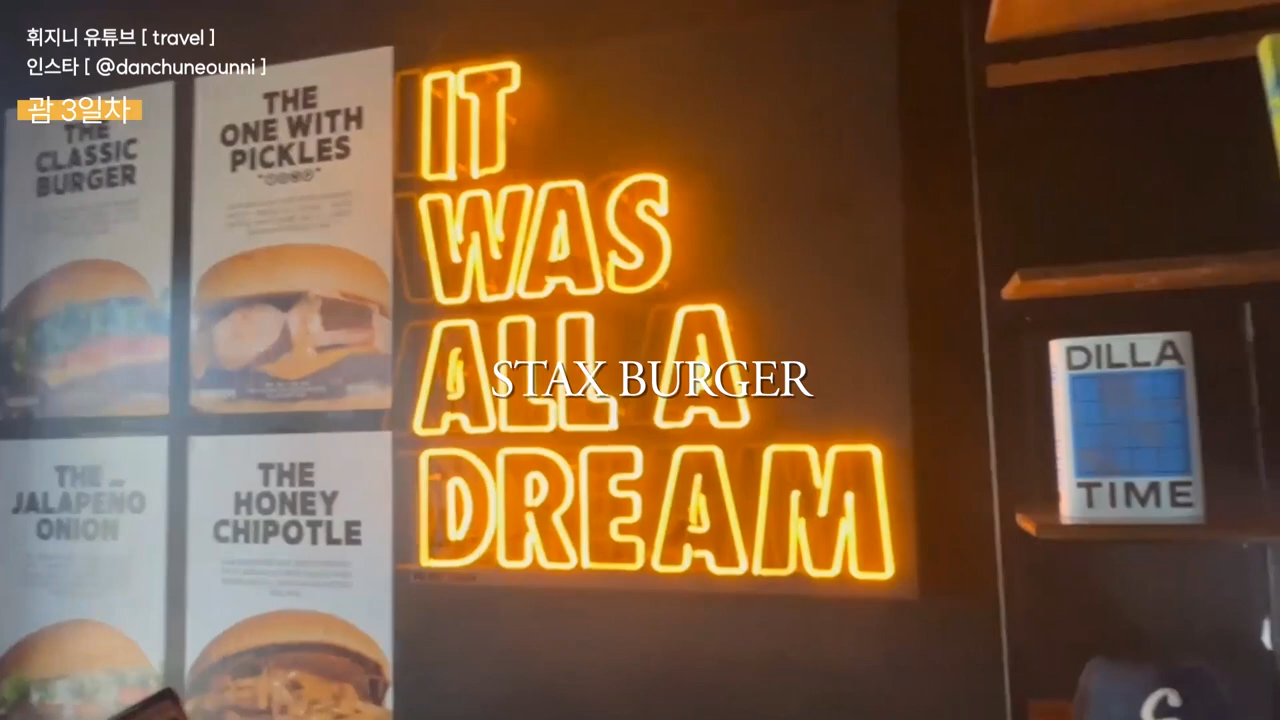 휘지니 유튜브 [ travel ]
인스타 [ @danchuneounni ]
괌 3일차
THE
CLASSIC
BURGER
THE
ONE WITH
PICKLES
IT
WAS
ALL A
DREAM
STAX BURGER
THE
JALAPEÑO
ONION
THE
HONEY
CHIPOTLE
DILLA
TIME